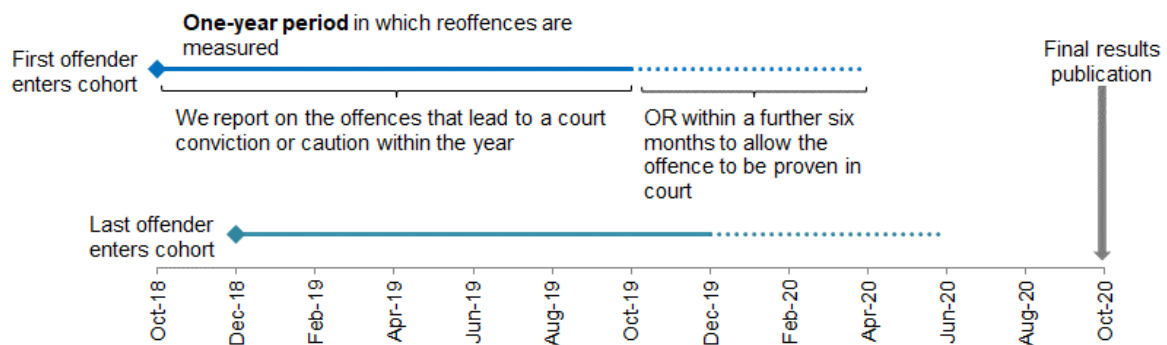 One-year period in which reoffences are
measured
First offender
enters cohort
Final results
publication
We report on the offences that lead to a court
conviction or caution within the year
OR within a further six
months to allow the
offence to be proven in
court
Last offender
enters cohort
Oct-18
Dec-18
Feb-19
Apr-19
Jun-19
Aug-19
Oct-19
Dec-19
Feb-20
Apr-20
Jun-20
Aug-20
Oct-20